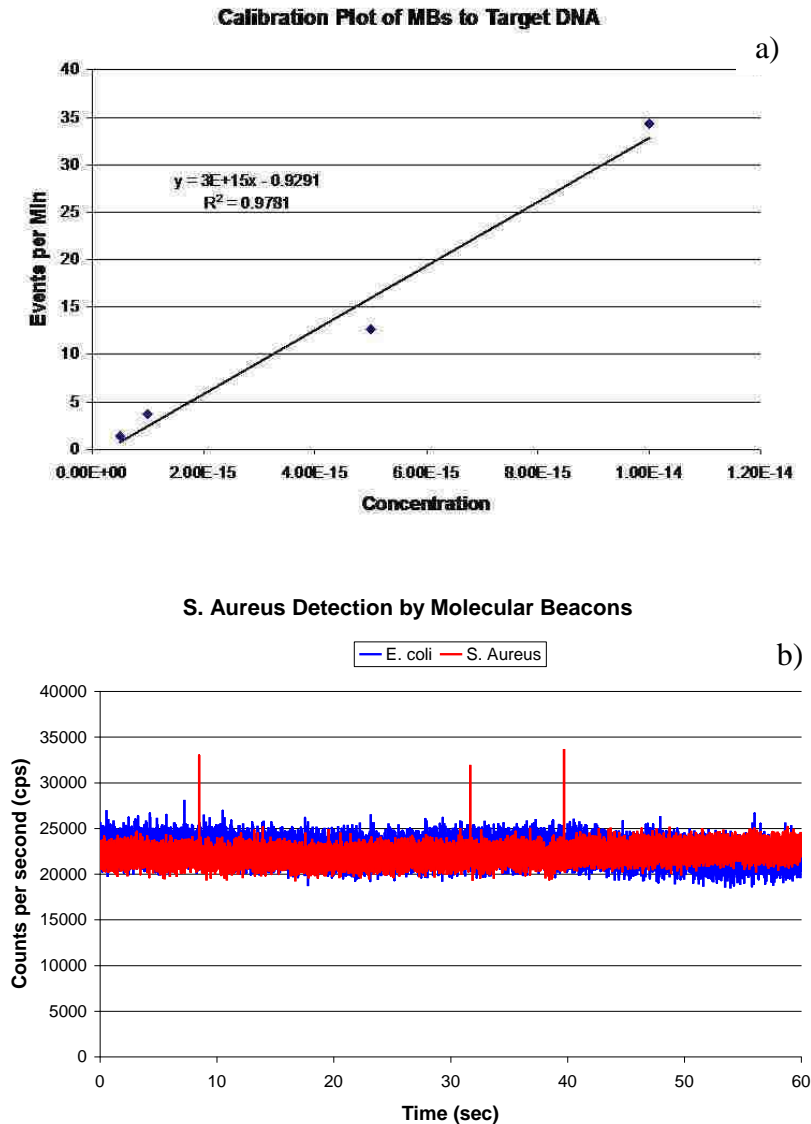 Calibration Plot of MBs to Target DNA
a)
40
35
30
25
20
15
10
5
0
Events per Min
y = 3E+15x - 0.9291
R² = 0.9781
0.00E+00 2.00E-15 4.00E-15 6.00E-15 8.00E-15 1.00E-14 1.20E-14
Concentration
S. Aureus Detection by Molecular Beacons
E. coli S. Aureus
b)
40000
35000
30000
25000
20000
15000
10000
5000
0
Counts per second (cps)
0 10 20 30 40 50 60
Time (sec)